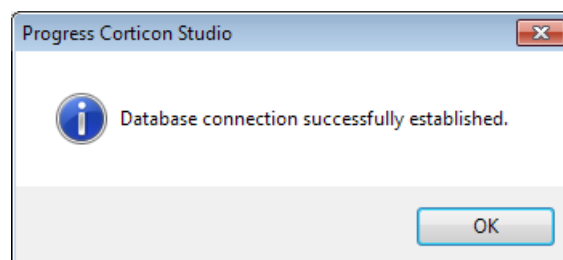 Progress Corticon Studio
Database connection successfully established.
OK